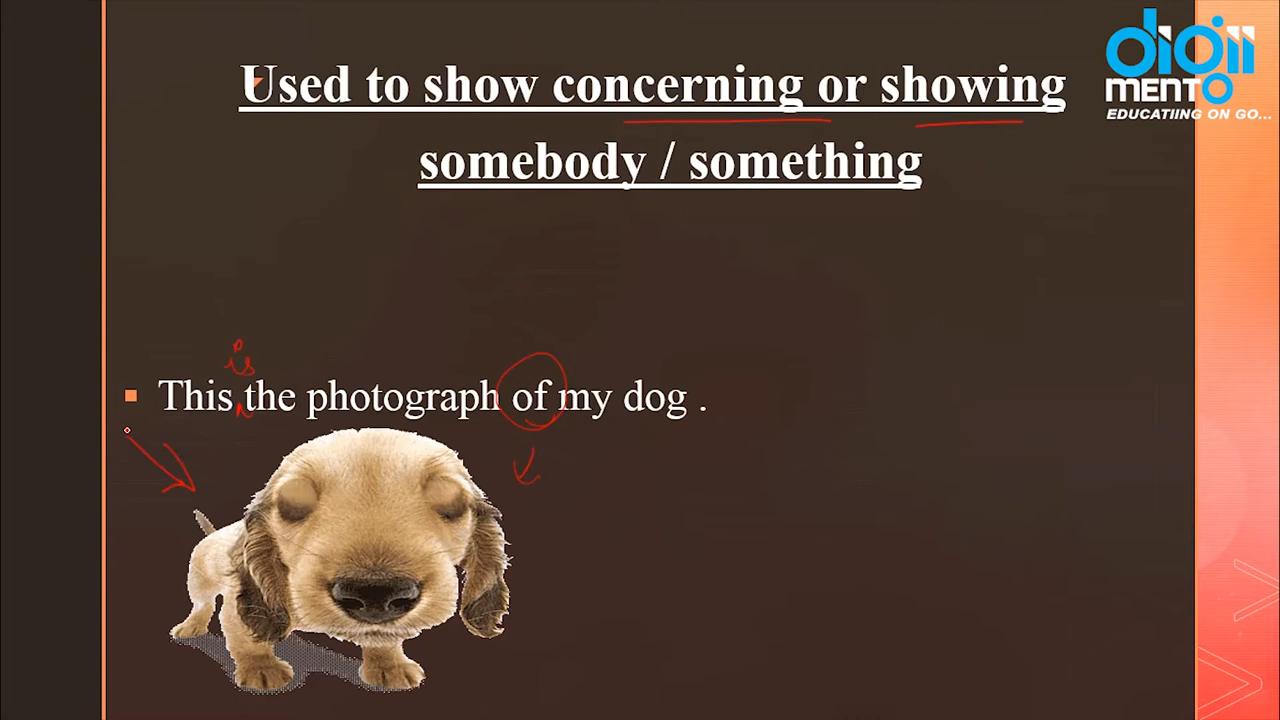 digii
MENTO
EDUCATIING ON GO...
Used to show concerning or showing
somebody / something
is
This the photograph of my dog .